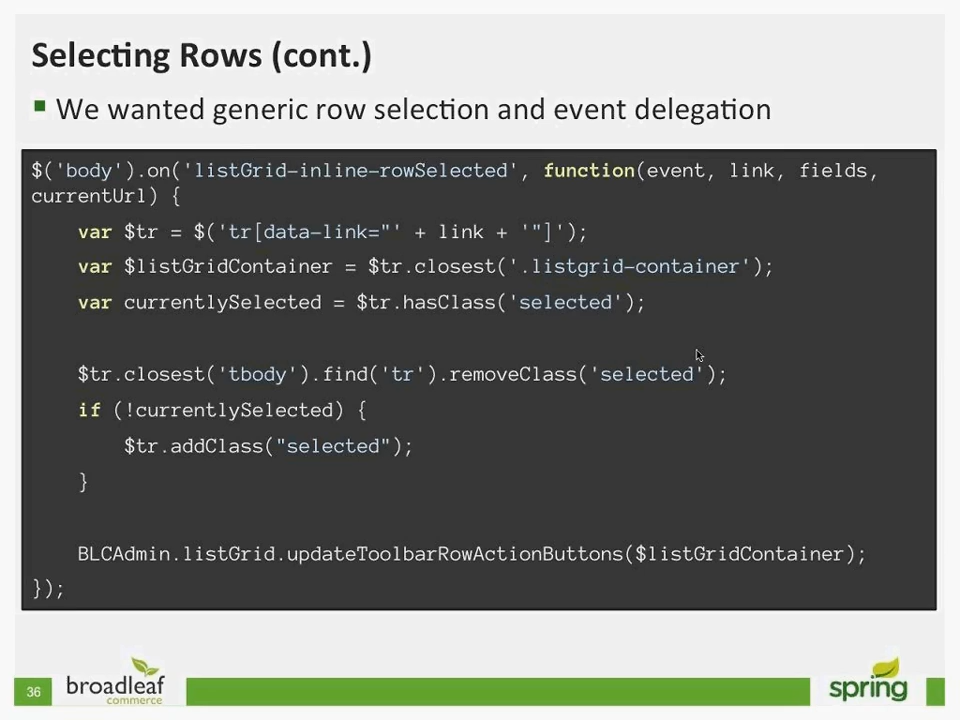 Selecting Rows (cont.)
▪ We wanted generic row selection and event delegation
$('body').on('listGrid-inline-rowSelected', function(event, link, fields,
currentUrl) {
    var $tr = $('tr[data-link="' + link + '"]');
    var $listGridContainer = $tr.closest('.listgrid-container');
    var currentlySelected = $tr.hasClass('selected');
    $tr.closest('tbody').find('tr').removeClass('selected');
    if (!currentlySelected) {
        $tr.addClass("selected");
    }
    BLCAdmin.listGrid.updateToolbarRowActionButtons($listGridContainer);
});
36
broadleaf
commerce
spring